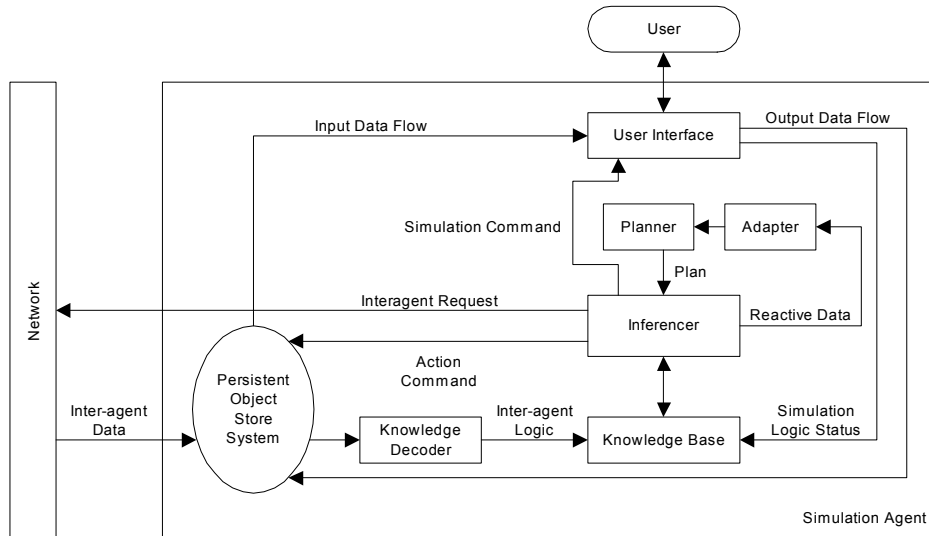 User
Input Data Flow
User Interface
Output Data Flow
Simulation Command
Planner
Adapter
Plan
Network
Interagent Request
Inferencer
Reactive Data
Persistent
Object
Store
System
Action
Command
Inter-agent
Data
Knowledge
Decoder
Inter-agent
Logic
Knowledge Base
Simulation
Logic Status
Simulation Agent